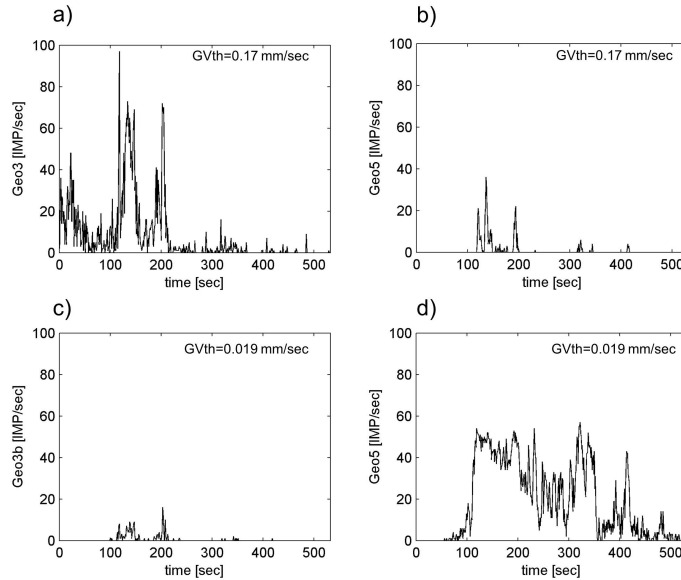 a)
GVth=0.17 mm/sec
Geo3 [IMP/sec]
100
80
60
40
20
0
0 100 200 300 400 500
time [sec]
b)
GVth=0.17 mm/sec
Geo5 [IMP/sec]
100
80
60
40
20
0
0 100 200 300 400 500
time [sec]
c)
GVth=0.019 mm/sec
Geo3b [IMP/sec]
100
80
60
40
20
0
0 100 200 300 400 500
time [sec]
d)
GVth=0.019 mm/sec
Geo5 [IMP/sec]
100
80
60
40
20
0
0 100 200 300 400 500
time [sec]